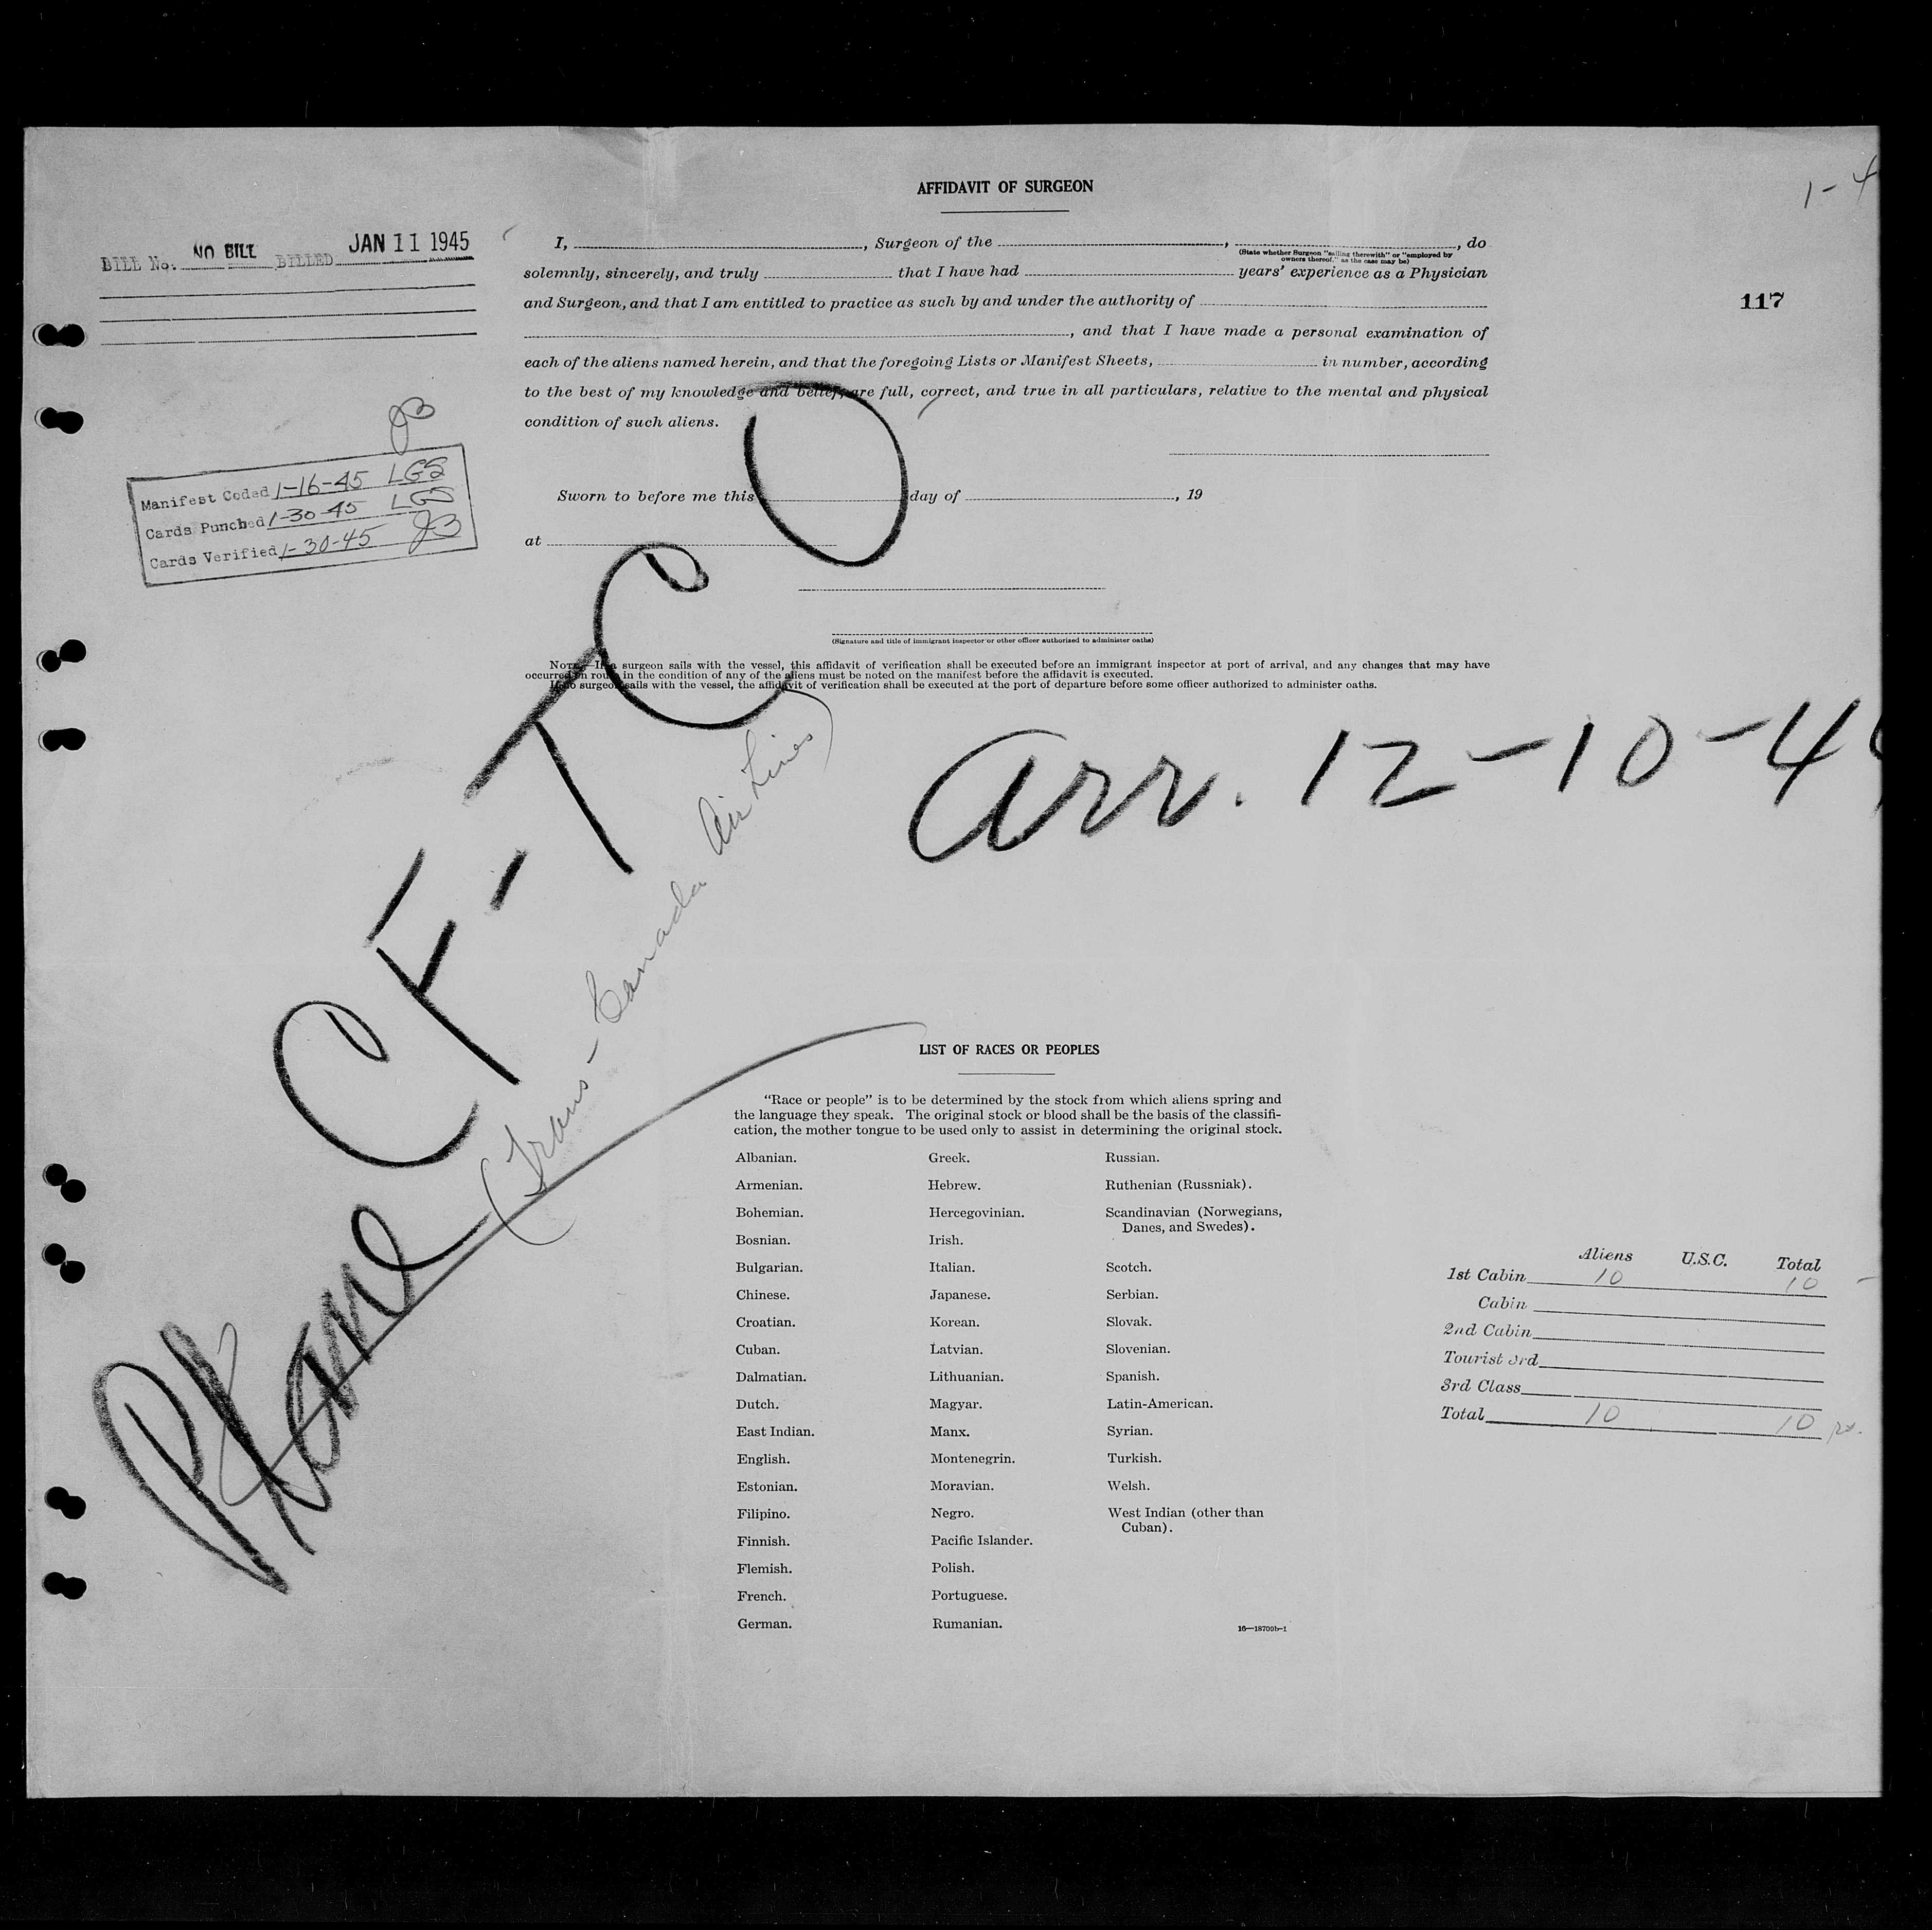 AFFIDAVIT OF SURGEON
1-4
BILL No. NO BILL BILLED JAN 11 1945
I, , Surgeon of the , , do
(State whether Surgeon "sailing therewith" or "employed by
owners thereof," as the case may be)
solemnly, sincerely, and truly that I have had years' experience as a Physician
and Surgeon, and that I am entitled to practice as such by and under the authority of
117
, and that I have made a personal examination of
each of the aliens named herein, and that the foregoing Lists or Manifest Sheets, in number, according
to the best of my knowledge and belief, are full, correct, and true in all particulars, relative to the mental and physical
condition of such aliens.
Manifest Coded 1-16-45 LGS
Cards Punched 1-30-45 LGS
Cards Verified 1-30-45 JB
Sworn to before me this day of , 19
at
(Signature and title of immigrant inspector or other officer authorized to administer oaths)
NOTE.—If a surgeon sails with the vessel, this affidavit of verification shall be executed before an immigrant inspector at port of arrival, and any changes that may have
occurred en route in the condition of any of the aliens must be noted on the manifest before the affidavit is executed.
If no surgeon sails with the vessel, the affidavit of verification shall be executed at the port of departure before some officer authorized to administer oaths.
Plane CF-TCO
(Trans-Canada Air Lines)
arr. 12-10-44
LIST OF RACES OR PEOPLES
"Race or people" is to be determined by the stock from which aliens spring and
the language they speak. The original stock or blood shall be the basis of the classifi-
cation, the mother tongue to be used only to assist in determining the original stock.
Albanian. Greek. Russian.
Armenian. Hebrew. Ruthenian (Russniak).
Bohemian. Hercegovinian. Scandinavian (Norwegians,
Danes, and Swedes).
Bosnian. Irish.
Bulgarian. Italian. Scotch.
Chinese. Japanese. Serbian.
Croatian. Korean. Slovak.
Cuban. Latvian. Slovenian.
Dalmatian. Lithuanian. Spanish.
Dutch. Magyar. Latin-American.
East Indian. Manx. Syrian.
English. Montenegrin. Turkish.
Estonian. Moravian. Welsh.
Filipino. Negro. West Indian (other than
Cuban).
Finnish. Pacific Islander.
Flemish. Polish.
French. Portuguese.
German. Rumanian.
16—18709b-1
Aliens U.S.C. Total
1st Cabin 10 10
Cabin
2nd Cabin
Tourist 3rd
3rd Class
Total 10 10